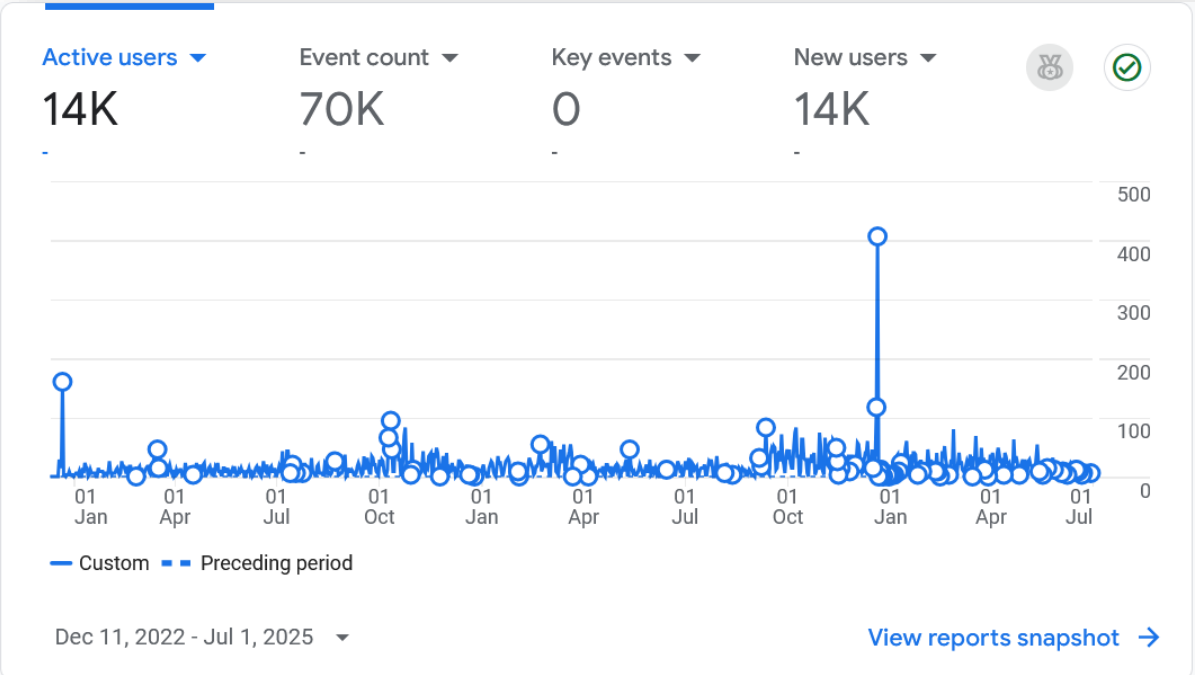 Active users Event count Key events New users
14K 70K 0 14K
- - - -
500
400
300
200
100
0
01 01 01 01 01 01 01 01 01 01 01
Jan Apr Jul Oct Jan Apr Jul Oct Jan Apr Jul
Custom Preceding period
Dec 11, 2022 - Jul 1, 2025
View reports snapshot →